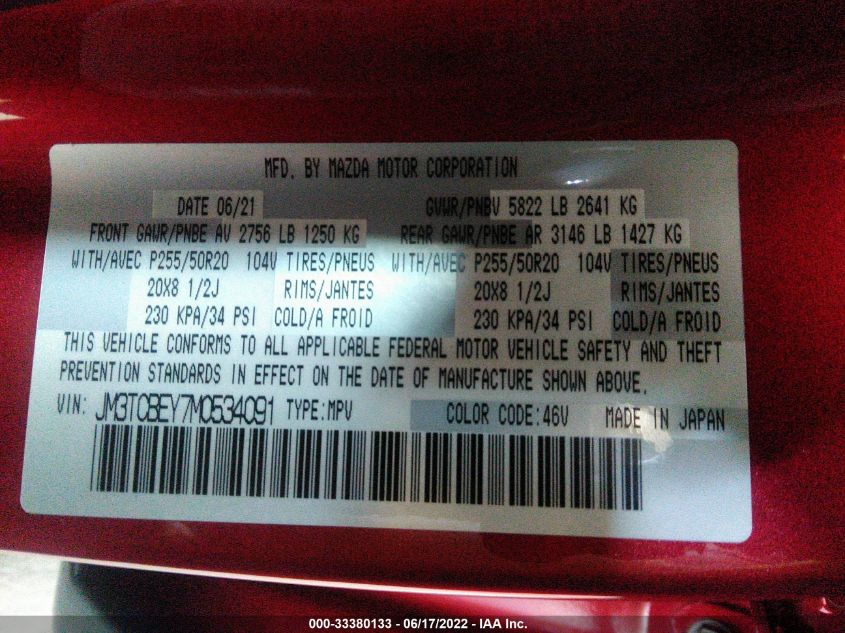 MFD. BY MAZDA MOTOR CORPORATION
DATE 06/21 GVWR/PNBV 5822 LB 2641 KG
FRONT GAWR/PNBE AV 2756 LB 1250 KG REAR GAWR/PNBE AR 3146 LB 1427 KG
WITH/AVEC P255/50R20 104V TIRES/PNEUS WITH/AVEC P255/50R20 104V TIRES/PNEUS
20X8 1/2J RIMS/JANTES 20X8 1/2J RIMS/JANTES
230 KPA/34 PSI COLD/A FROID 230 KPA/34 PSI COLD/A FROID
THIS VEHICLE CONFORMS TO ALL APPLICABLE FEDERAL MOTOR VEHICLE SAFETY AND THEFT
PREVENTION STANDARDS IN EFFECT ON THE DATE OF MANUFACTURE SHOWN ABOVE.
VIN: JM3TCBEY7M0534091 TYPE:MPV COLOR CODE:46V MADE IN JAPAN
000-33380133 - 06/17/2022 - IAA Inc.